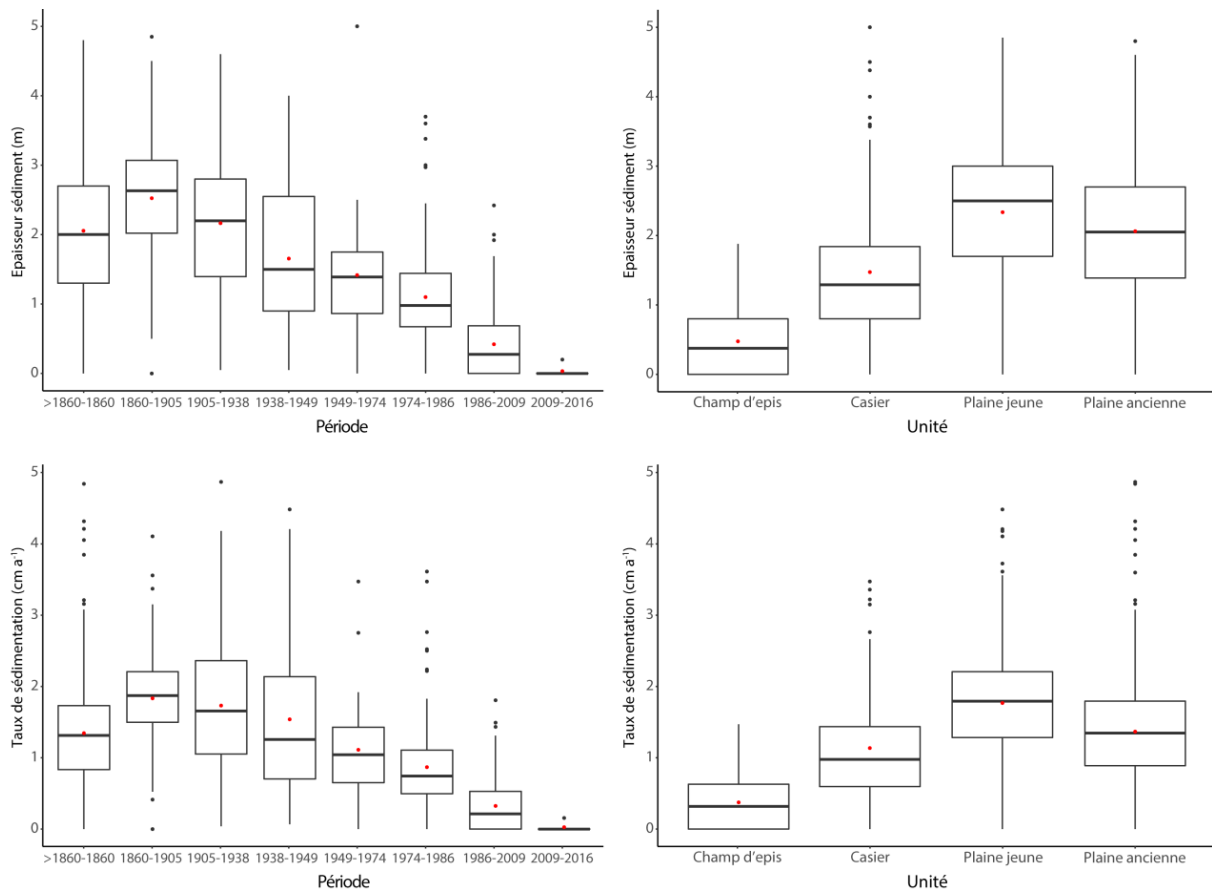 Epaisseur sédiment (m)
5
4
3
2
1
0
>1860-1860 1860-1905 1905-1938 1938-1949 1949-1974 1974-1986 1986-2009 2009-2016
Période
Epaisseur sédiment (m)
5
4
3
2
1
0
Champ d'epis Casier Plaine jeune Plaine ancienne
Unité
Taux de sédimentation (cm a⁻¹)
5
4
3
2
1
0
>1860-1860 1860-1905 1905-1938 1938-1949 1949-1974 1974-1986 1986-2009 2009-2016
Période
Taux de sédimentation (cm a⁻¹)
5
4
3
2
1
0
Champ d'epis Casier Plaine jeune Plaine ancienne
Unité